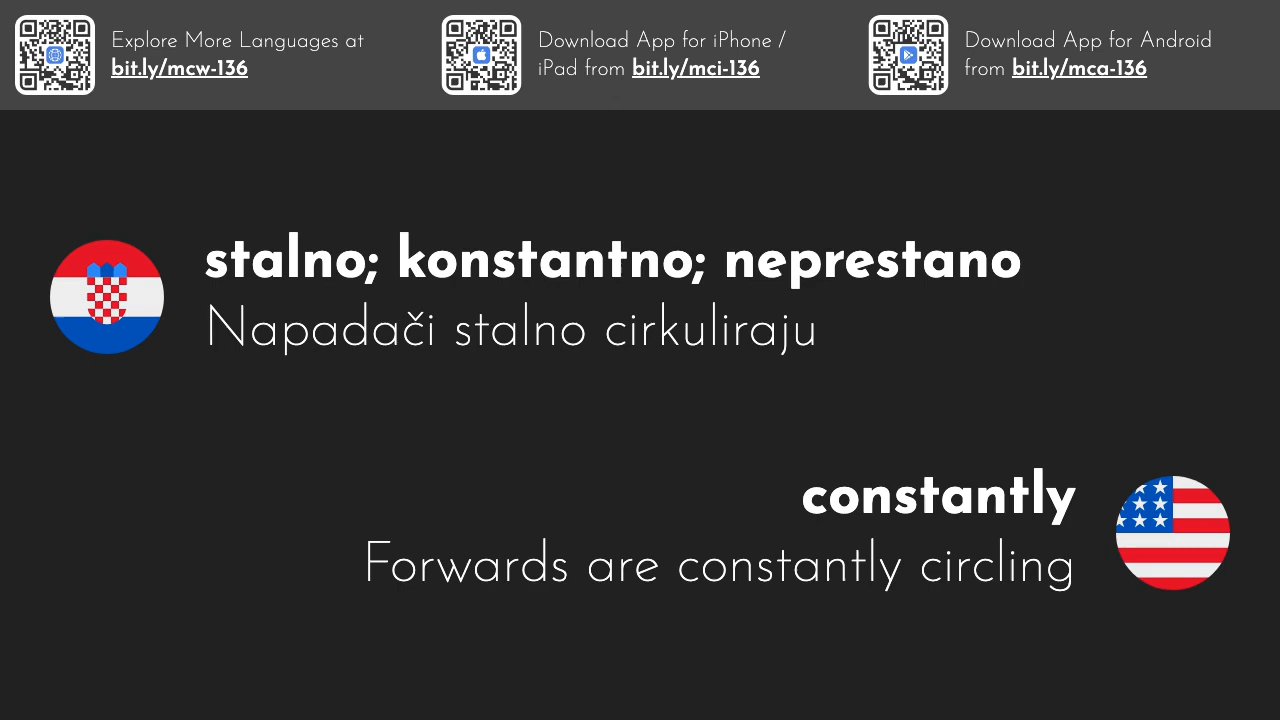 Explore More Languages at
bit.ly/mcw-136
Download App for iPhone /
iPad from bit.ly/mci-136
Download App for Android
from bit.ly/mca-136
stalno; konstantno; neprestano
Napadači stalno cirkuliraju
constantly
Forwards are constantly circling